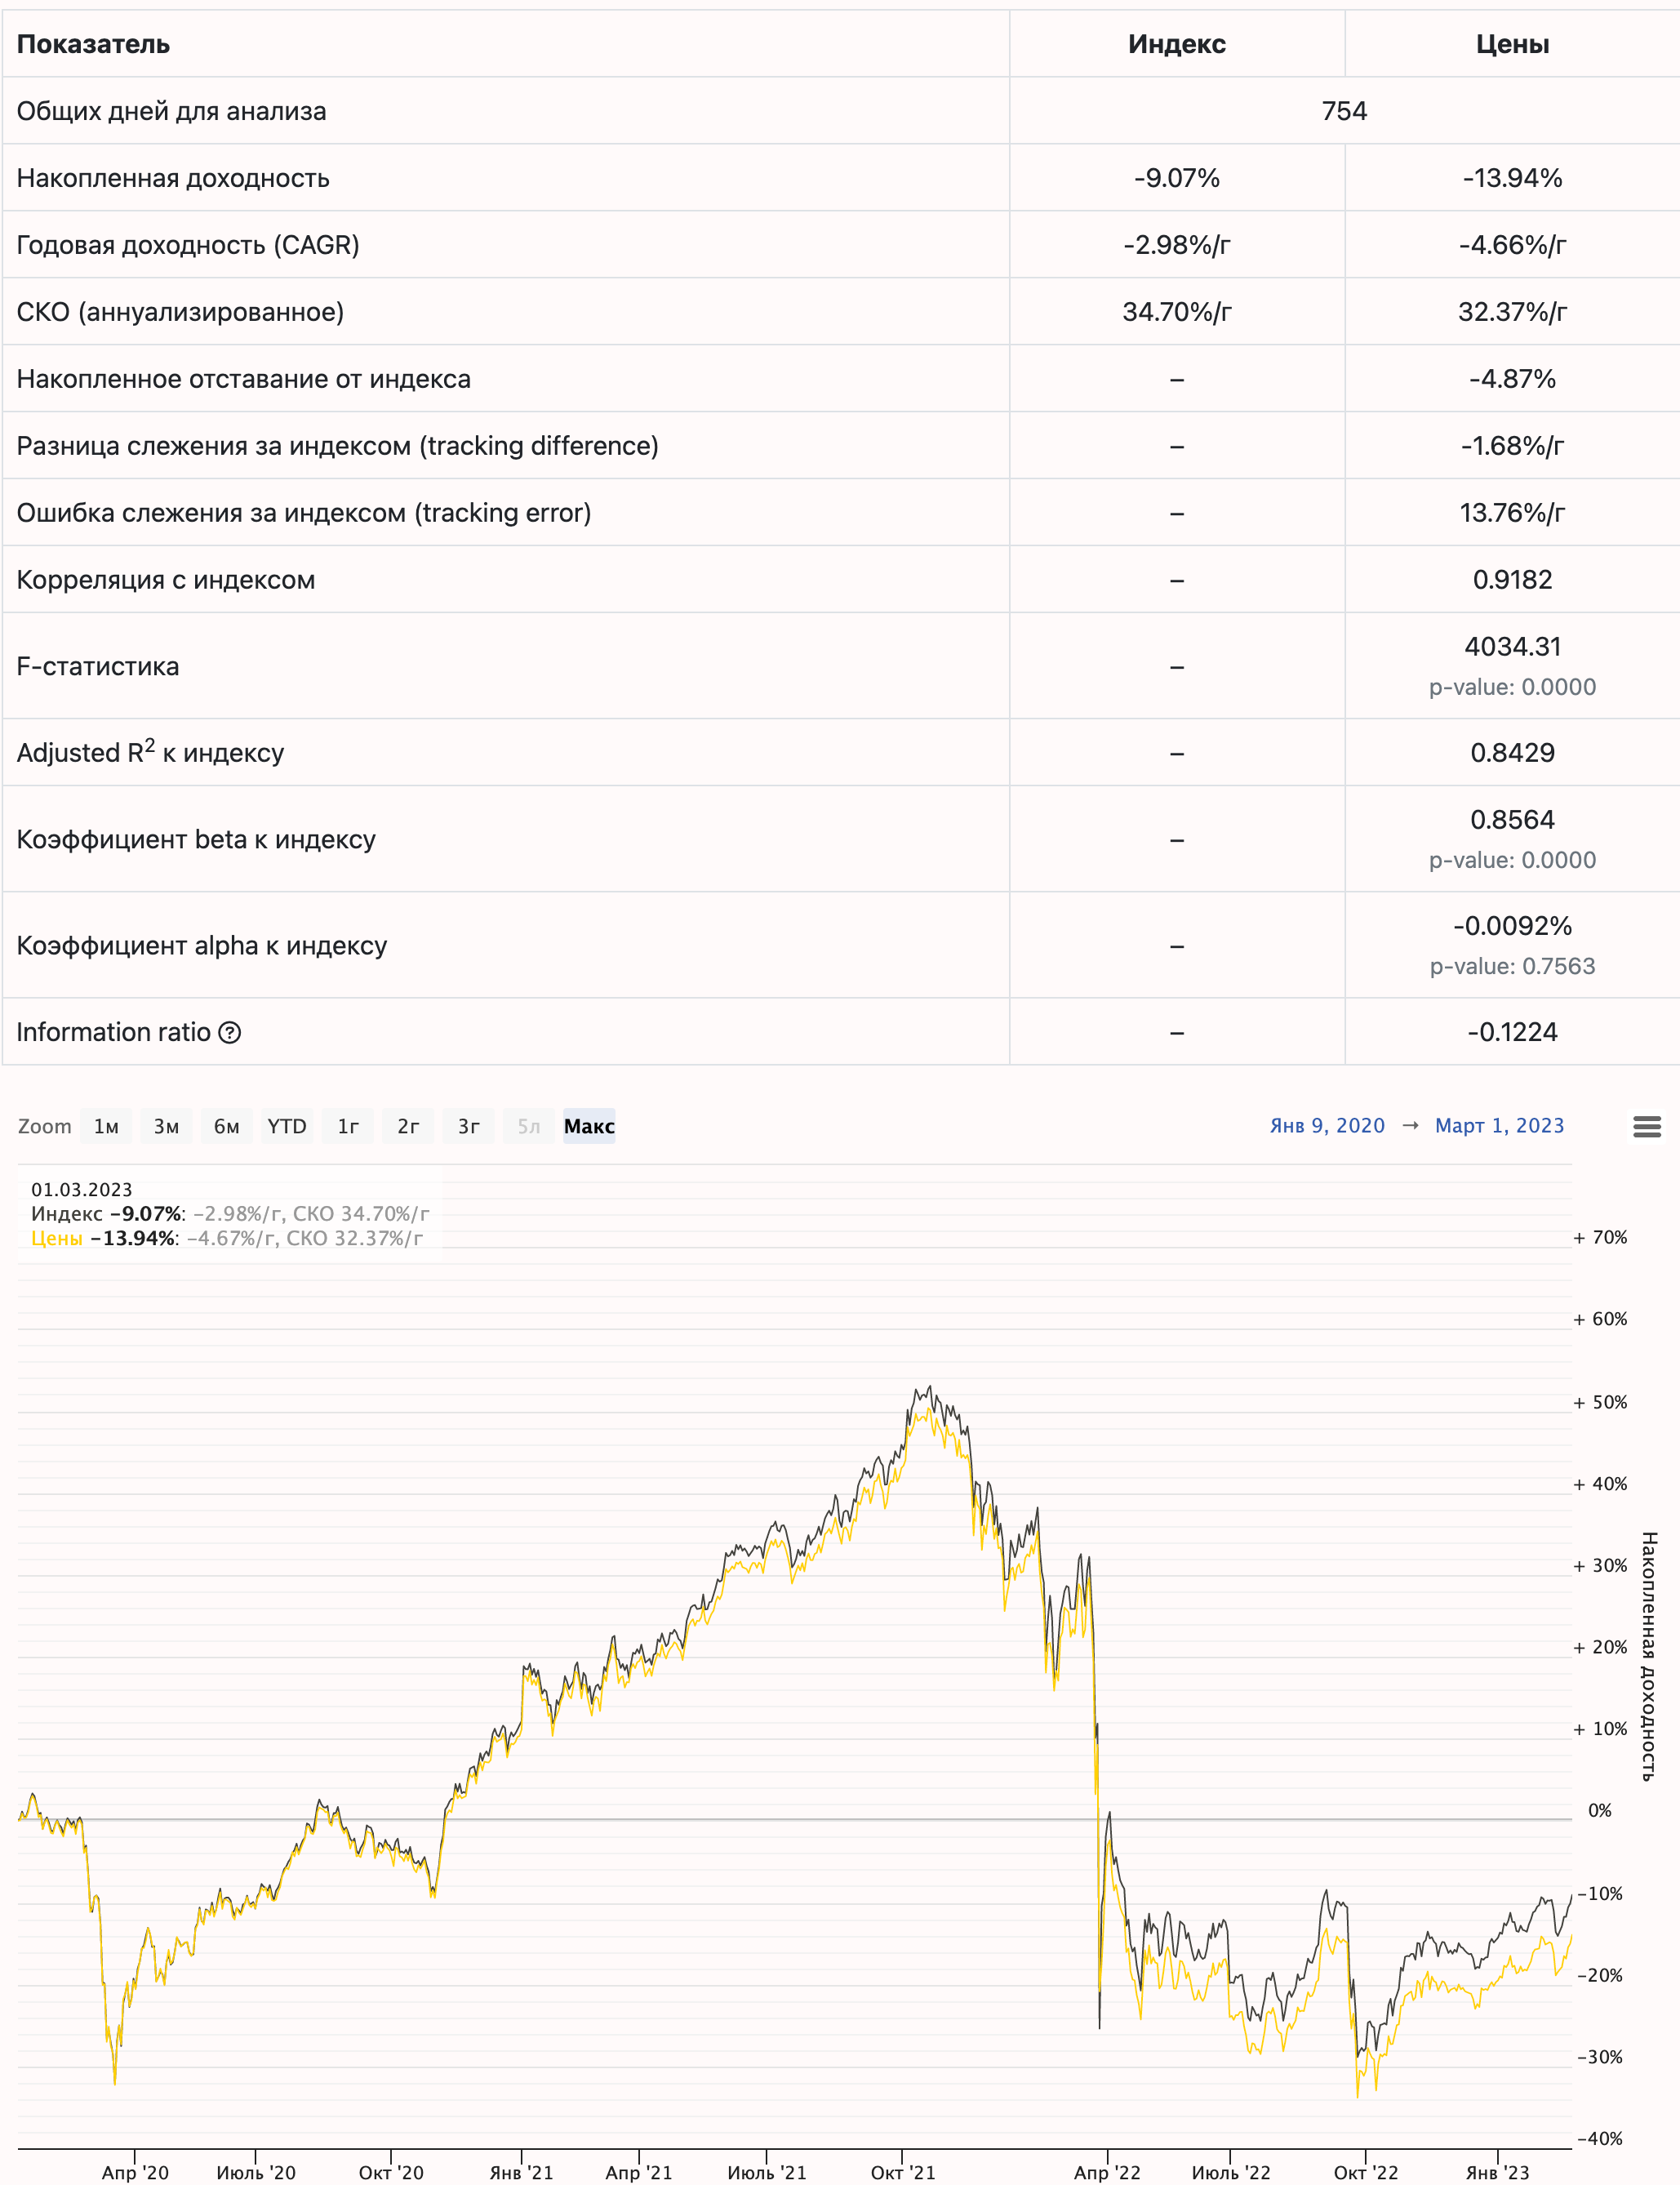 Показатель Индекс Цены
Общих дней для анализа 754
Накопленная доходность -9.07% -13.94%
Годовая доходность (CAGR) -2.98%/г -4.66%/г
СКО (аннуализированное) 34.70%/г 32.37%/г
Накопленное отставание от индекса – -4.87%
Разница слежения за индексом (tracking difference) – -1.68%/г
Ошибка слежения за индексом (tracking error) – 13.76%/г
Корреляция с индексом – 0.9182
F-статистика – 4034.31
p-value: 0.0000
Adjusted R² к индексу – 0.8429
Коэффициент beta к индексу – 0.8564
p-value: 0.0000
Коэффициент alpha к индексу – -0.0092%
p-value: 0.7563
Information ratio ? – -0.1224
Zoom 1м 3м 6м YTD 1г 2г 3г 5л Макс Янв 9, 2020 → Март 1, 2023
01.03.2023
Индекс −9.07%: −2.98%/г, СКО 34.70%/г
Цены −13.94%: −4.67%/г, СКО 32.37%/г
+ 70%
+ 60%
+ 50%
+ 40%
+ 30%
+ 20%
+ 10%
0%
−10%
−20%
−30%
−40%
Накопленная доходность
Апр '20 Июль '20 Окт '20 Янв '21 Апр '21 Июль '21 Окт '21 Апр '22 Июль '22 Окт '22 Янв '23